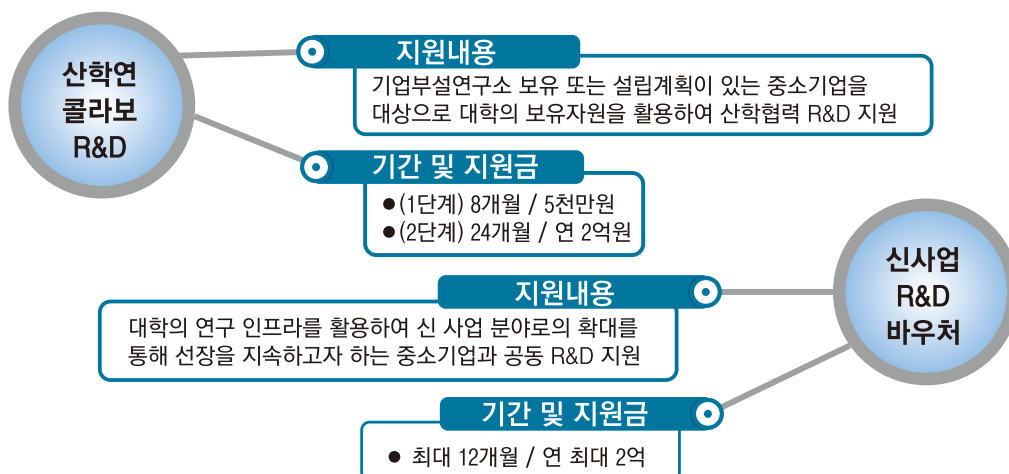 산학연
콜라보
R&D
지원내용
기업부설연구소 보유 또는 설립계획이 있는 중소기업을
대상으로 대학의 보유자원을 활용하여 산학협력 R&D 지원
기간 및 지원금
●(1단계) 8개월 / 5천만원
●(2단계) 24개월 / 연 2억원
신사업
R&D
바우처
지원내용
대학의 연구 인프라를 활용하여 신 사업 분야로의 확대를
통해 선장을 지속하고자 하는 중소기업과 공동 R&D 지원
기간 및 지원금
● 최대 12개월 / 연 최대 2억